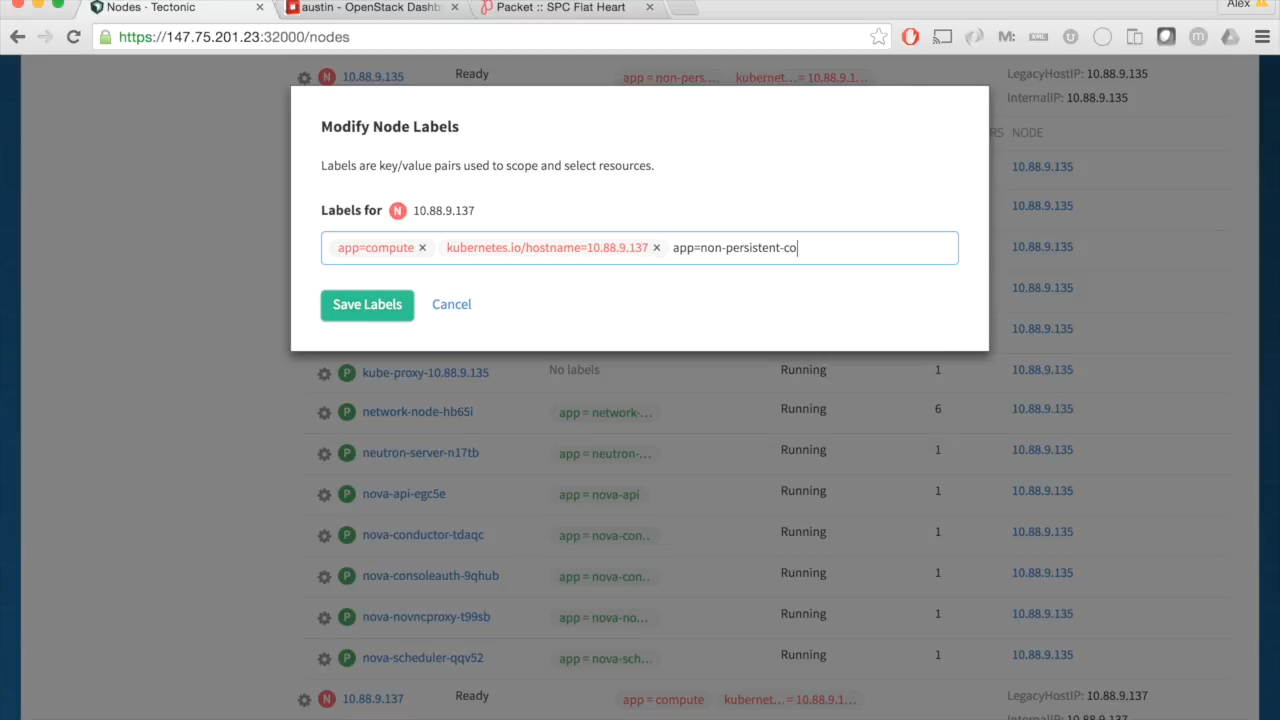 Nodes · Tectonic
austin - OpenStack Dashb
Packet :: SPC Flat Heart
Alex
https://147.75.201.23:32000/nodes
N 10.88.9.135 Ready app = non-pers… kubernet… = 10.88.9.1… LegacyHostIP: 10.88.9.135
InternalIP: 10.88.9.135
Modify Node Labels
RS NODE
Labels are key/value pairs used to scope and select resources.
10.88.9.135
Labels for N 10.88.9.137
10.88.9.135
app=compute × kubernetes.io/hostname=10.88.9.137 × app=non-persistent-co
10.88.9.135
Save Labels Cancel
10.88.9.135
10.88.9.135
P kube-proxy-10.88.9.135 No labels Running 1 10.88.9.135
P network-node-hb65i app = network-… Running 6 10.88.9.135
P neutron-server-n17tb app = neutron-… Running 1 10.88.9.135
P nova-api-egc5e app = nova-api Running 1 10.88.9.135
P nova-conductor-tdaqc app = nova-con… Running 1 10.88.9.135
P nova-consoleauth-9qhub app = nova-con… Running 1 10.88.9.135
P nova-novncproxy-t99sb app = nova-no… Running 1 10.88.9.135
P nova-scheduler-qqv52 app = nova-sch… Running 1 10.88.9.135
N 10.88.9.137 Ready app = compute kubernet… = 10.88.9.1… LegacyHostIP: 10.88.9.137
InternalIP: 10.88.9.137